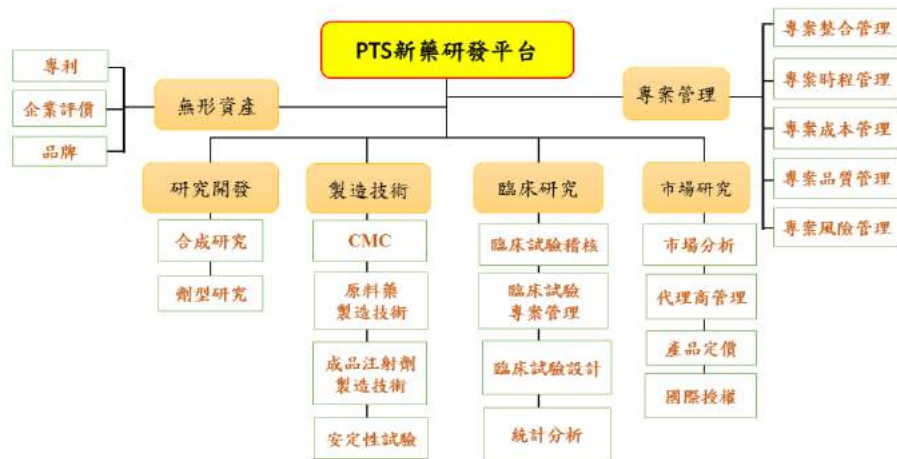 PTS新藥研發平台
無形資產
專利
企業評價
品牌
專案管理
專案整合管理
專案時程管理
專案成本管理
專案品質管理
專案風險管理
研究開發
合成研究
劑型研究
製造技術
CMC
原料藥
製造技術
成品注射劑
製造技術
安定性試驗
臨床研究
臨床試驗稽核
臨床試驗
專案管理
臨床試驗設計
統計分析
市場研究
市場分析
代理商管理
產品定價
國際授權